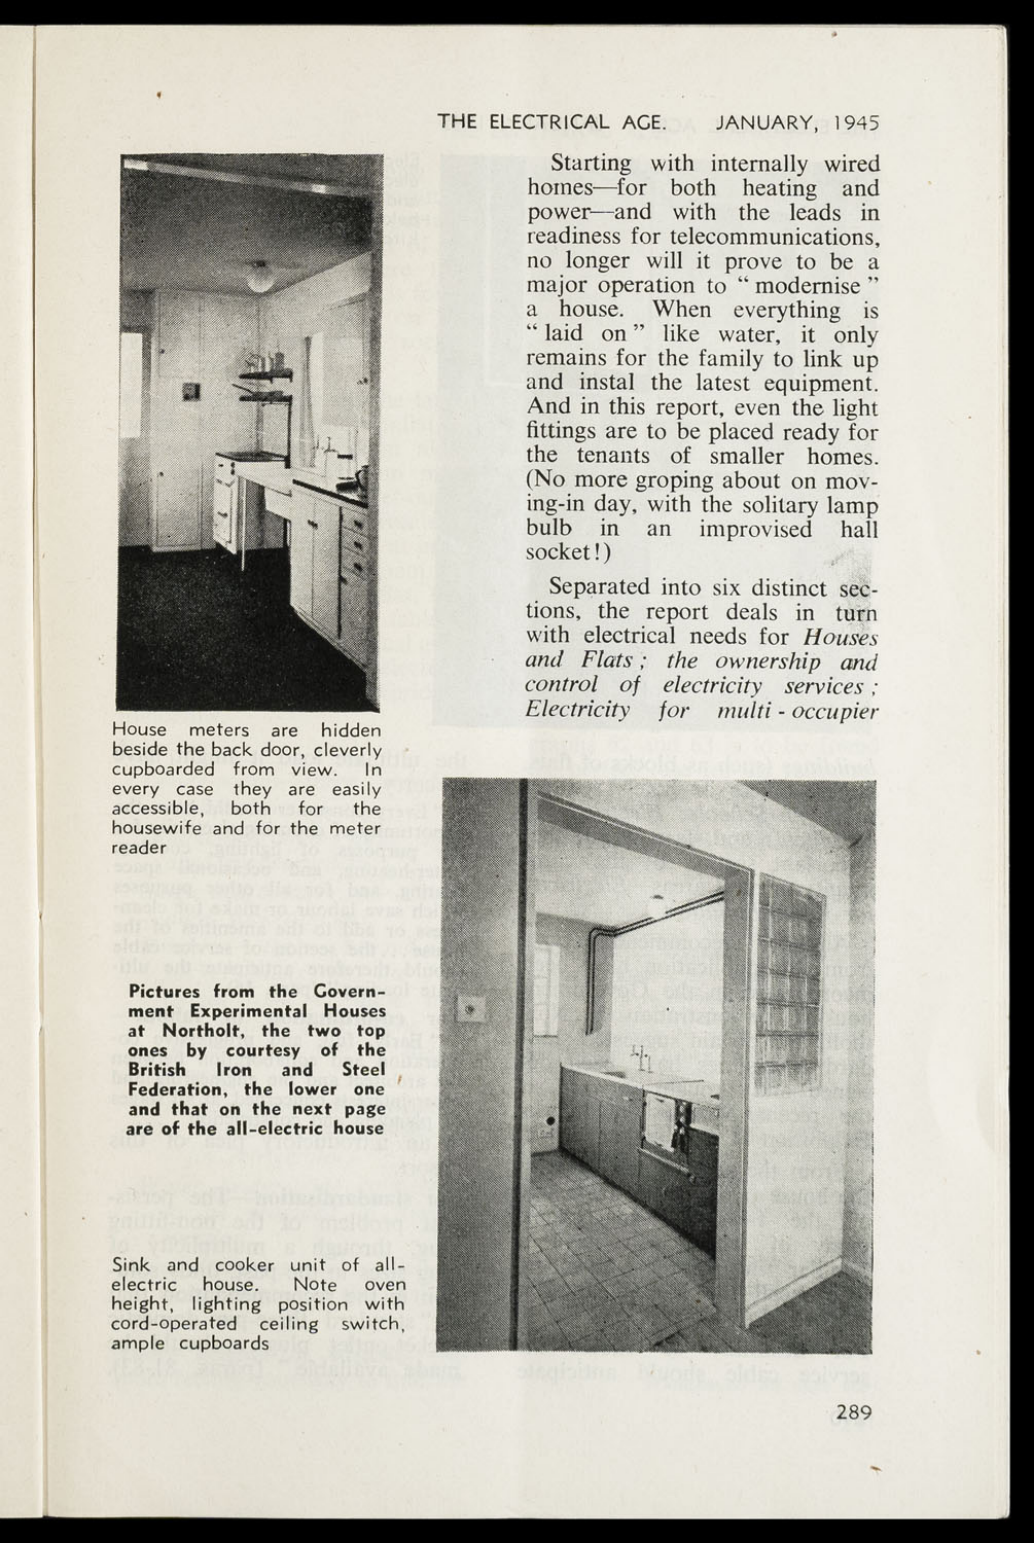 THE ELECTRICAL AGE. JANUARY, 1945
Starting with internally wired
homes—for both heating and
power—and with the leads in
readiness for telecommunications,
no longer will it prove to be a
major operation to “ modernise ”
a house. When everything is
“ laid on ” like water, it only
remains for the family to link up
and instal the latest equipment.
And in this report, even the light
fittings are to be placed ready for
the tenants of smaller homes.
(No more groping about on mov-
ing-in day, with the solitary lamp
bulb in an improvised hall
socket!)
Separated into six distinct sec-
tions, the report deals in turn
with electrical needs for Houses
and Flats ; the ownership and
control of electricity services ;
Electricity for multi - occupier
House meters are hidden
beside the back door, cleverly
cupboarded from view. In
every case they are easily
accessible, both for the
housewife and for the meter
reader
Pictures from the Govern-
ment Experimental Houses
at Northolt, the two top
ones by courtesy of the
British Iron and Steel
Federation, the lower one
and that on the next page
are of the all-electric house
Sink and cooker unit of all-
electric house. Note oven
height, lighting position with
cord-operated ceiling switch,
ample cupboards
289